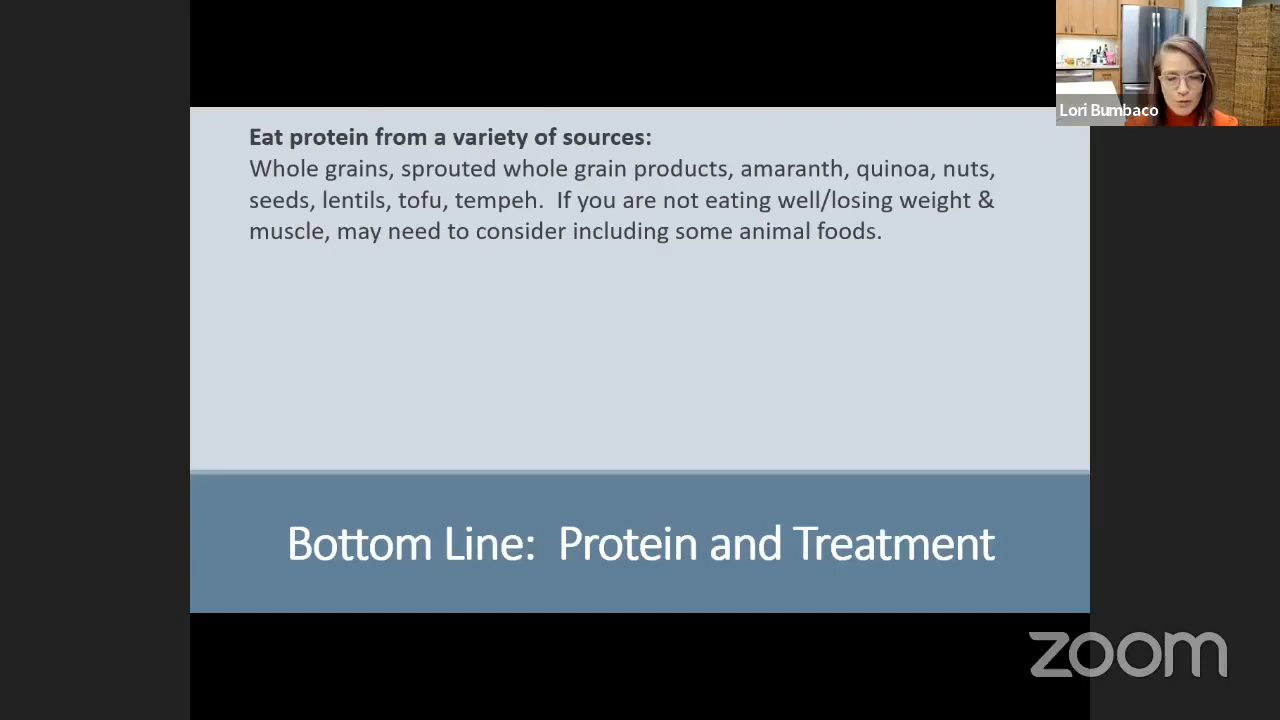 Lori Bumbaco
Eat protein from a variety of sources:
Whole grains, sprouted whole grain products, amaranth, quinoa, nuts,
seeds, lentils, tofu, tempeh.  If you are not eating well/losing weight &
muscle, may need to consider including some animal foods.
Bottom Line:  Protein and Treatment
zoom